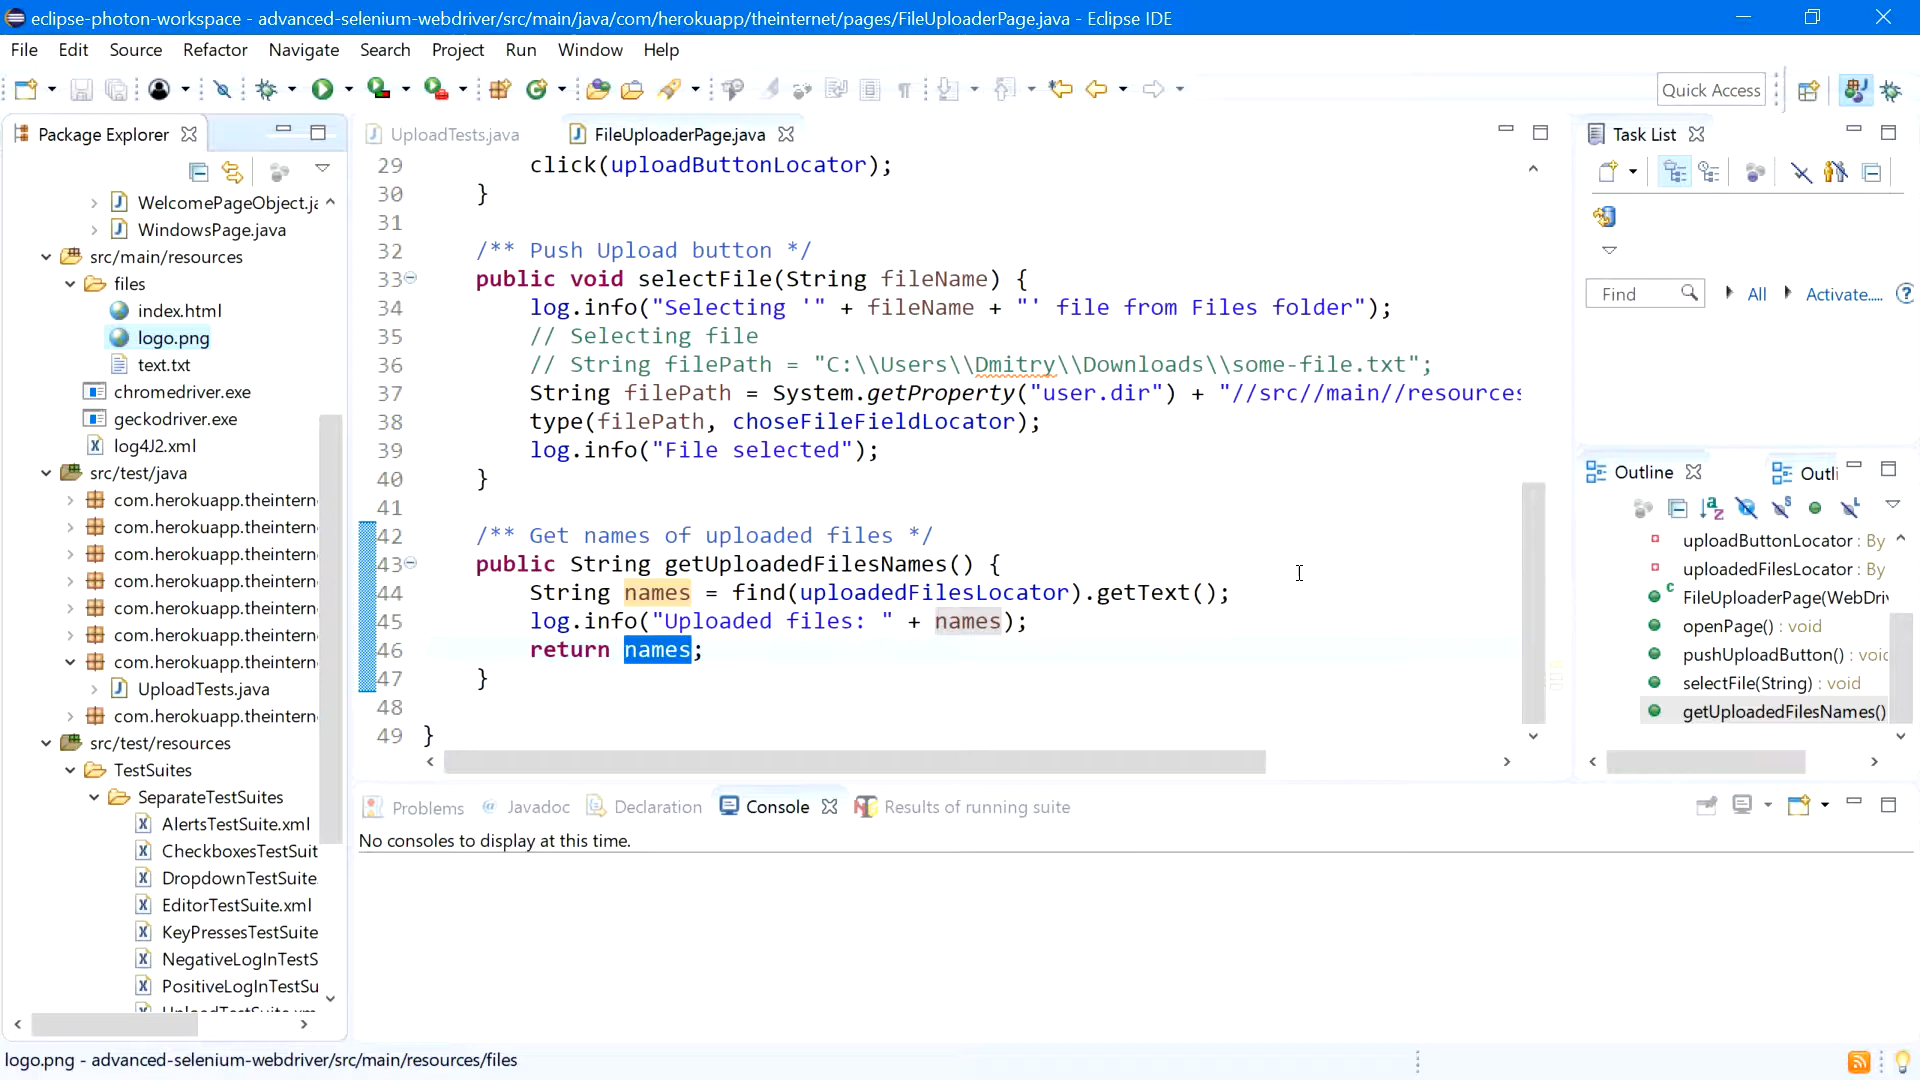 eclipse-photon-workspace - advanced-selenium-webdriver/src/main/java/com/herokuapp/theinternet/pages/FileUploaderPage.java - Eclipse IDE
File Edit Source Refactor Navigate Search Project Run Window Help
Quick Access
Package Explorer
WelcomePageObject.ja
WindowsPage.java
src/main/resources
files
index.html
logo.png
text.txt
chromedriver.exe
geckodriver.exe
log4J2.xml
src/test/java
com.herokuapp.theintern
com.herokuapp.theintern
com.herokuapp.theintern
com.herokuapp.theintern
com.herokuapp.theintern
com.herokuapp.theintern
com.herokuapp.theintern
UploadTests.java
com.herokuapp.theintern
src/test/resources
TestSuites
SeparateTestSuites
AlertsTestSuite.xml
CheckboxesTestSuit
DropdownTestSuite.
EditorTestSuite.xml
KeyPressesTestSuite
NegativeLogInTestS
PositiveLogInTestSu
UploadTests.java FileUploaderPage.java
29 click(uploadButtonLocator);
30 }
31
32 /** Push Upload button */
33 public void selectFile(String fileName) {
34 log.info("Selecting '" + fileName + "' file from Files folder");
35 // Selecting file
36 // String filePath = "C:\\Users\\Dmitry\\Downloads\\some-file.txt";
37 String filePath = System.getProperty("user.dir") + "//src//main//resources
38 type(filePath, choseFileFieldLocator);
39 log.info("File selected");
40 }
41
42 /** Get names of uploaded files */
43 public String getUploadedFilesNames() {
44 String names = find(uploadedFilesLocator).getText();
45 log.info("Uploaded files: " + names);
46 return names;
47 }
48
49 }
Task List
Find All Activate.....
Outline Outli
uploadButtonLocator : By
uploadedFilesLocator : By
FileUploaderPage(WebDriv
openPage() : void
pushUploadButton() : voic
selectFile(String) : void
getUploadedFilesNames()
Problems Javadoc Declaration Console Results of running suite
No consoles to display at this time.
logo.png - advanced-selenium-webdriver/src/main/resources/files